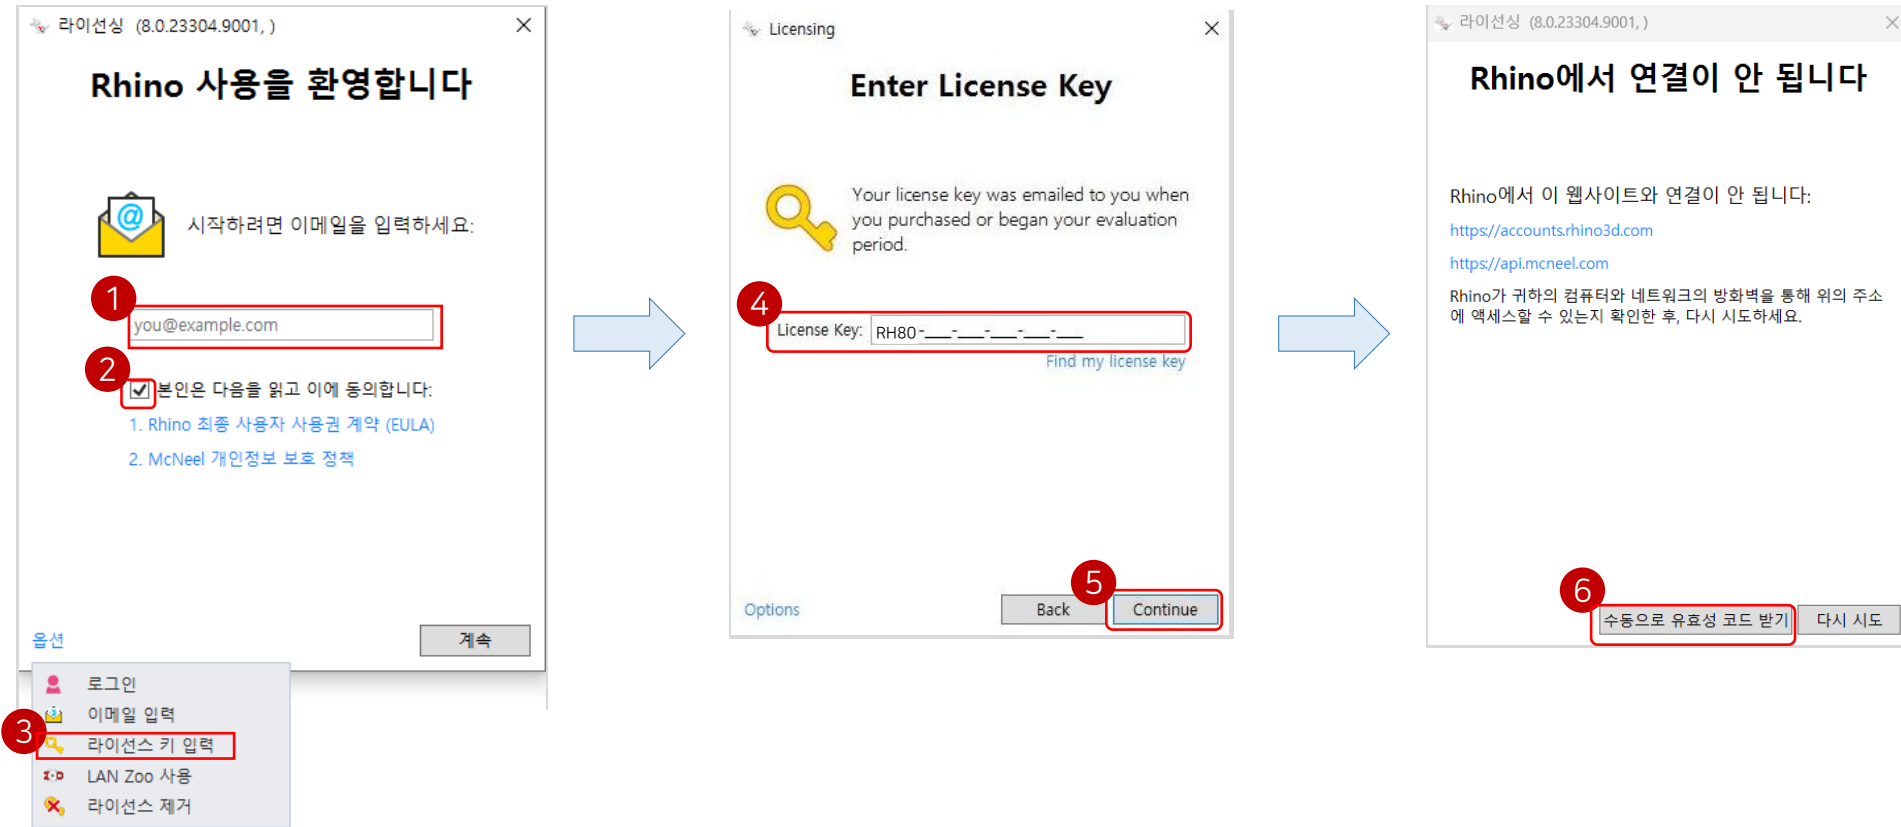 라이선싱 (8.0.23304.9001, )
Rhino 사용을 환영합니다
@
시작하려면 이메일을 입력하세요:
1
you@example.com
2
본인은 다음을 읽고 이에 동의합니다:
1. Rhino 최종 사용자 사용권 계약 (EULA)
2. McNeel 개인정보 보호 정책
옵션
계속
로그인
이메일 입력
3
라이선스 키 입력
LAN Zoo 사용
라이선스 제거
Licensing
Enter License Key
Your license key was emailed to you when
you purchased or began your evaluation
period.
4
License Key: RH80-___-___-___-___-___
Find my license key
5
Options
Back
Continue
라이선싱 (8.0.23304.9001, )
Rhino에서 연결이 안 됩니다
Rhino에서 이 웹사이트와 연결이 안 됩니다:
https://accounts.rhino3d.com
https://api.mcneel.com
Rhino가 귀하의 컴퓨터와 네트워크의 방화벽을 통해 위의 주소
에 액세스할 수 있는지 확인한 후, 다시 시도하세요.
6
수동으로 유효성 코드 받기
다시 시도